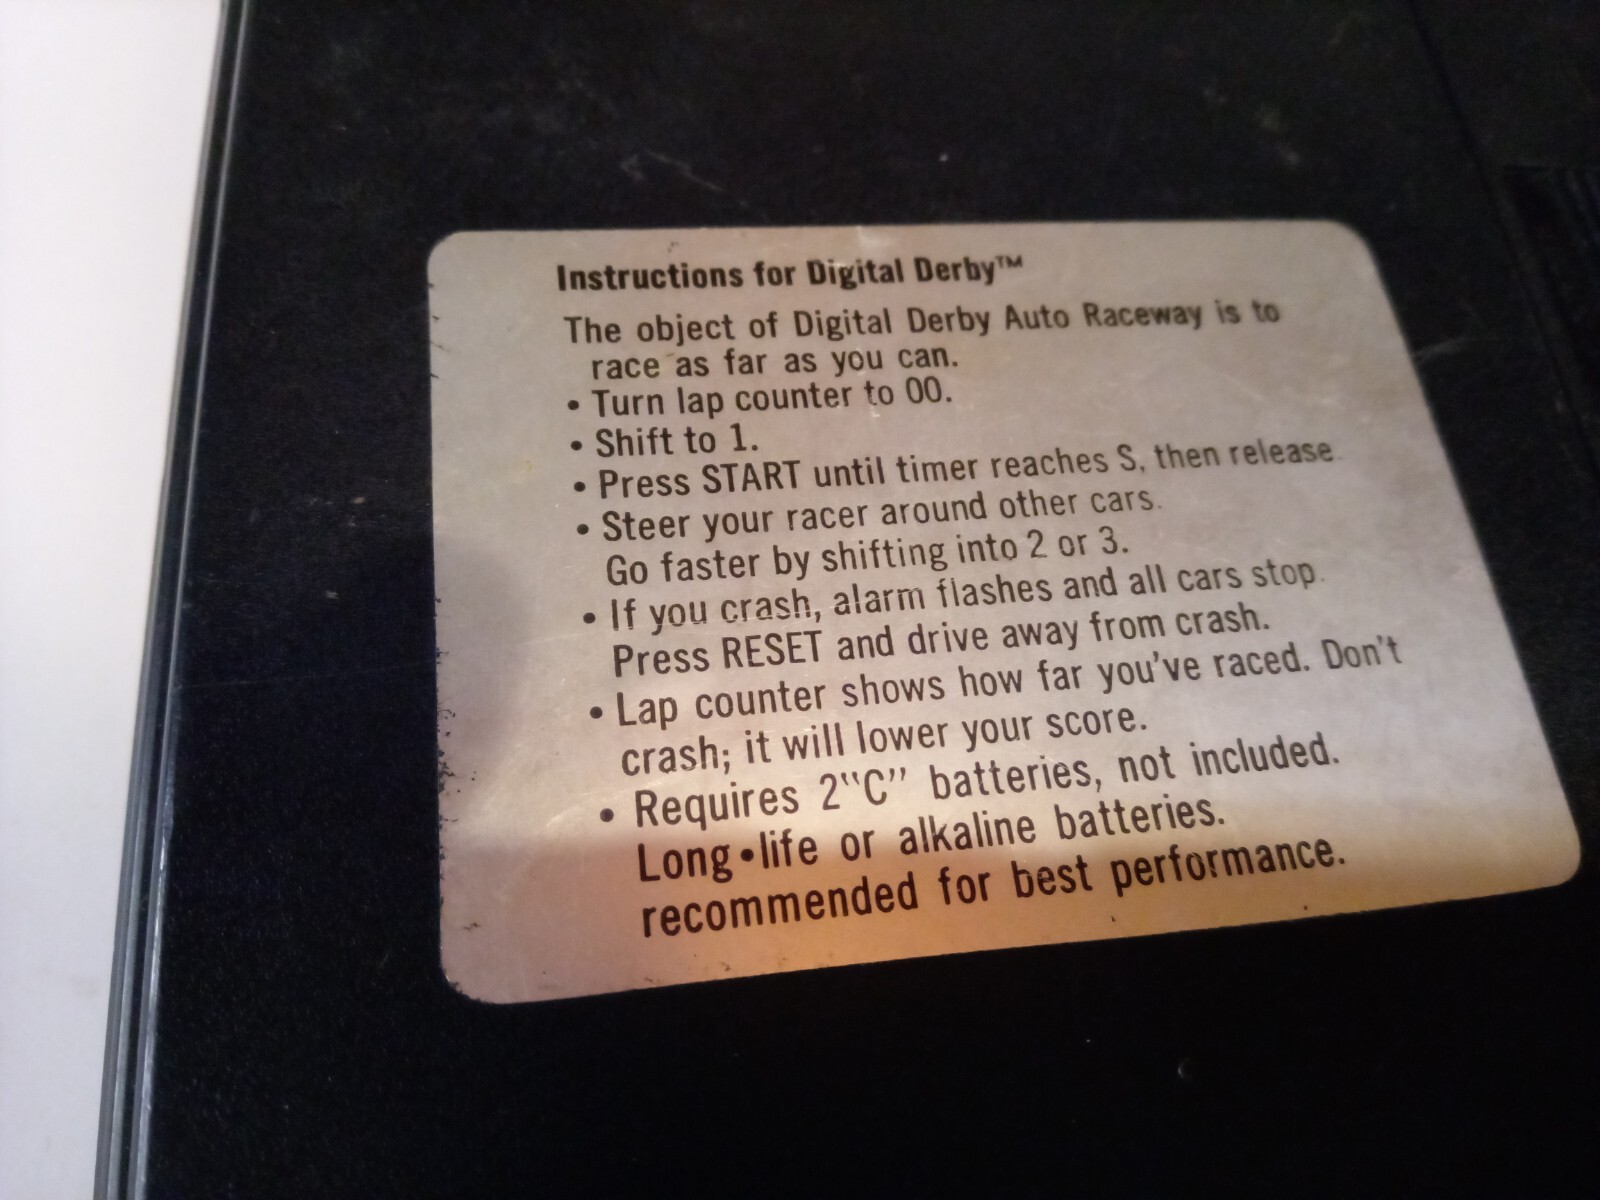 Instructions for Digital Derby™
The object of Digital Derby Auto Raceway is to
race as far as you can.
• Turn lap counter to 00.
• Shift to 1.
• Press START until timer reaches S, then release.
• Steer your racer around other cars.
Go faster by shifting into 2 or 3.
• If you crash, alarm flashes and all cars stop.
Press RESET and drive away from crash.
• Lap counter shows how far you've raced. Don't
crash; it will lower your score.
• Requires 2"C" batteries, not included.
Long•life or alkaline batteries.
recommended for best performance.